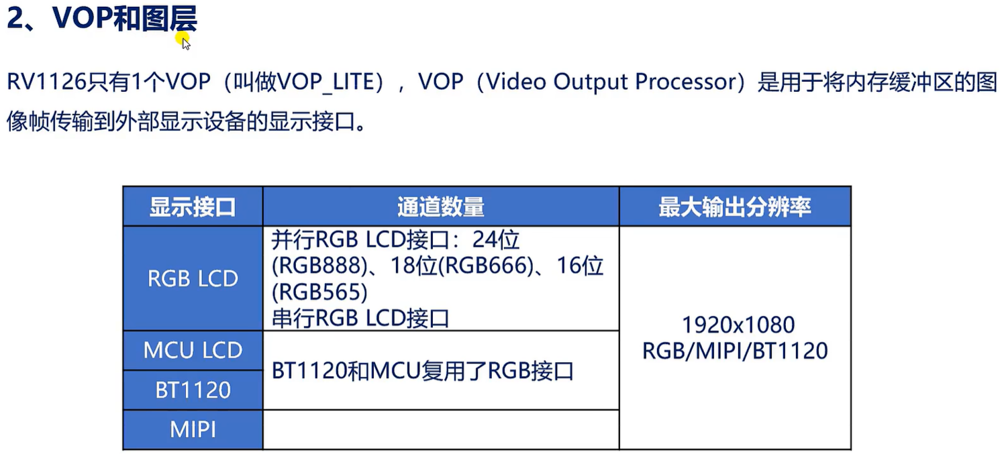 2、VOP和图层
RV1126只有1个VOP（叫做VOP_LITE），VOP（Video Output Processor）是用于将内存缓冲区的图
像帧传输到外部显示设备的显示接口。
显示接口
通道数量
最大输出分辨率
RGB LCD
并行RGB LCD接口：24位
(RGB888)、18位(RGB666)、16位
(RGB565)
串行RGB LCD接口
1920x1080
RGB/MIPI/BT1120
MCU LCD
BT1120和MCU复用了RGB接口
BT1120
MIPI